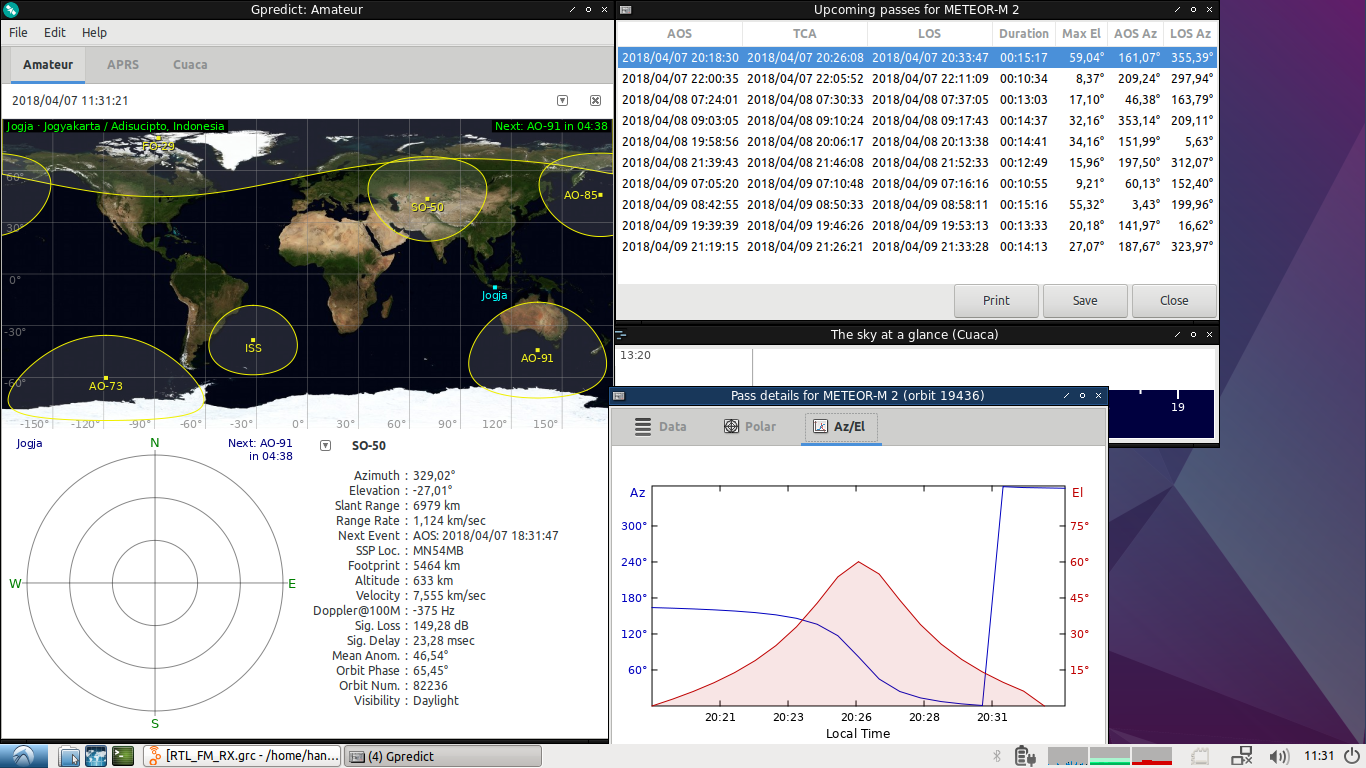 Gpredict: Amateur
File Edit Help
Amateur APRS Cuaca
2018/04/07 11:31:21
Jogja · Jogyakarta / Adisucipto, Indonesia Next: AO-91 in 04:38
FO-29
60°
AO-85
SO-50
30°
0°
Jogja
-30°
ISS
AO-91
-60°
AO-73
-150° -120° -90° -60° -30° 0° 30° 60° 90° 120° 150°
Jogja
N
Next: AO-91
in 04:38
W
E
S
SO-50
Azimuth : 329,02°
Elevation : -27,01°
Slant Range : 6979 km
Range Rate : 1,124 km/sec
Next Event : AOS: 2018/04/07 18:31:47
SSP Loc. : MN54MB
Footprint : 5464 km
Altitude : 633 km
Velocity : 7,555 km/sec
Doppler@100M : -375 Hz
Sig. Loss : 149,28 dB
Sig. Delay : 23,28 msec
Mean Anom. : 46,54°
Orbit Phase : 65,45°
Orbit Num. : 82236
Visibility : Daylight
Upcoming passes for METEOR-M 2
AOS TCA LOS Duration Max El AOS Az LOS Az
2018/04/07 20:18:30 2018/04/07 20:26:08 2018/04/07 20:33:47 00:15:17 59,04° 161,07° 355,39°
2018/04/07 22:00:35 2018/04/07 22:05:52 2018/04/07 22:11:09 00:10:34 8,37° 209,24° 297,94°
2018/04/08 07:24:01 2018/04/08 07:30:33 2018/04/08 07:37:05 00:13:03 17,10° 46,38° 163,79°
2018/04/08 09:03:05 2018/04/08 09:10:24 2018/04/08 09:17:43 00:14:37 32,16° 353,14° 209,11°
2018/04/08 19:58:56 2018/04/08 20:06:17 2018/04/08 20:13:38 00:14:41 34,16° 151,99° 5,63°
2018/04/08 21:39:43 2018/04/08 21:46:08 2018/04/08 21:52:33 00:12:49 15,96° 197,50° 312,07°
2018/04/09 07:05:20 2018/04/09 07:10:48 2018/04/09 07:16:16 00:10:55 9,21° 60,13° 152,40°
2018/04/09 08:42:55 2018/04/09 08:50:33 2018/04/09 08:58:11 00:15:16 55,32° 3,43° 199,96°
2018/04/09 19:39:39 2018/04/09 19:46:26 2018/04/09 19:53:13 00:13:33 20,18° 141,97° 16,62°
2018/04/09 21:19:15 2018/04/09 21:26:21 2018/04/09 21:33:28 00:14:13 27,07° 187,67° 323,97°
Print Save Close
The sky at a glance (Cuaca)
13:20
19
Pass details for METEOR-M 2 (orbit 19436)
Data Polar Az/El
Az El
300° 75°
240° 60°
180° 45°
120° 30°
60° 15°
20:21 20:23 20:26 20:28 20:31
Local Time
[RTL_FM_RX.grc - /home/han... (4) Gpredict 11:31